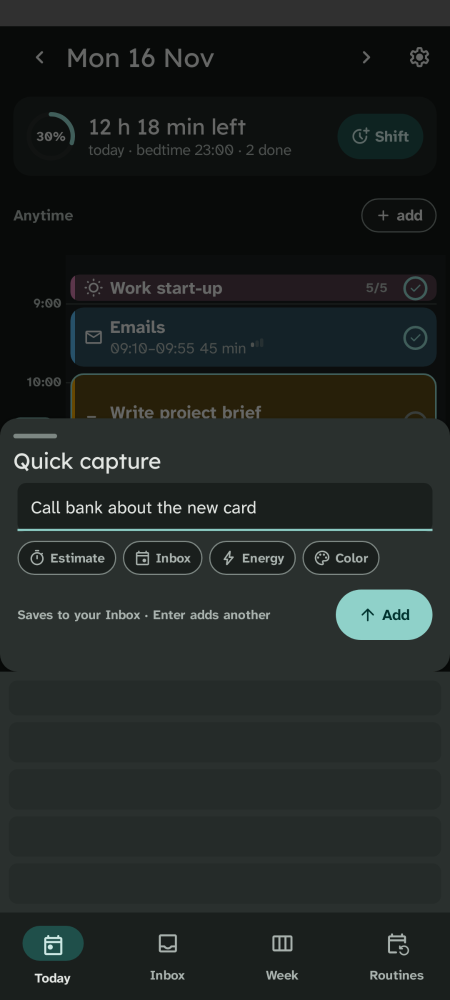 Mon 16 Nov
30%
12 h 18 min left
today · bedtime 23:00 · 2 done
Shift
Anytime
+ add
Work start-up
5/5
9:00
Emails
09:10–09:55 45 min
10:00
Write project brief
Quick capture
Call bank about the new card
Estimate
Inbox
Energy
Color
Saves to your Inbox · Enter adds another
Add
Today
Inbox
Week
Routines